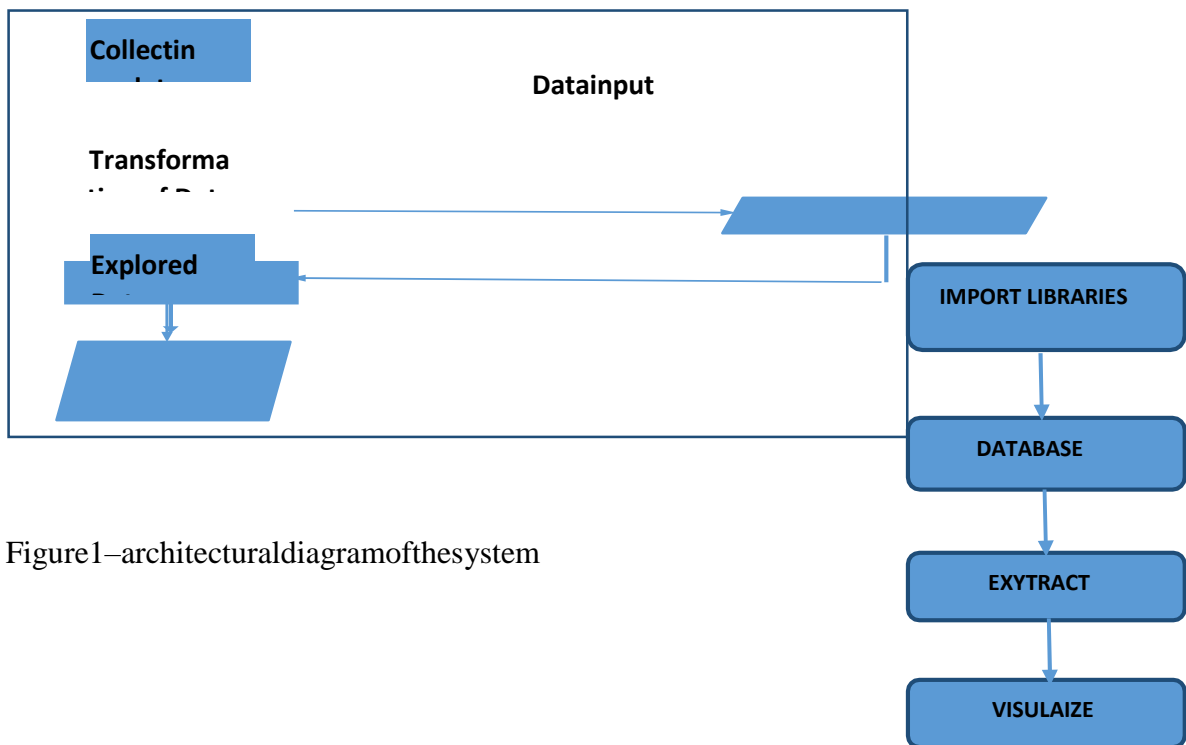 Collectin
Datainput
Transforma
Explored
IMPORT LIBRARIES
DATABASE
Figure1–architecturaldiagramofthesystem
EXYTRACT
VISULAIZE